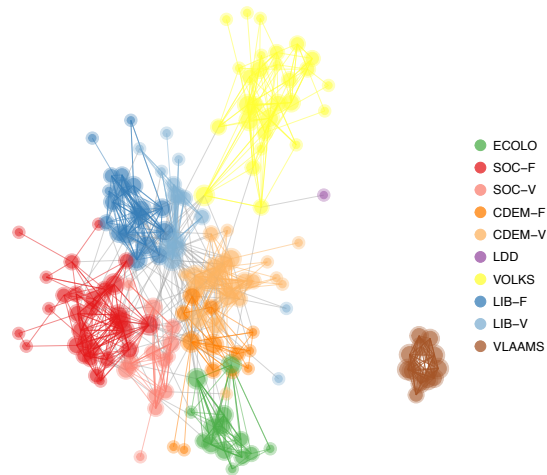 ECOLO
SOC−F
SOC−V
CDEM−F
CDEM−V
LDD
VOLKS
LIB−F
LIB−V
VLAAMS